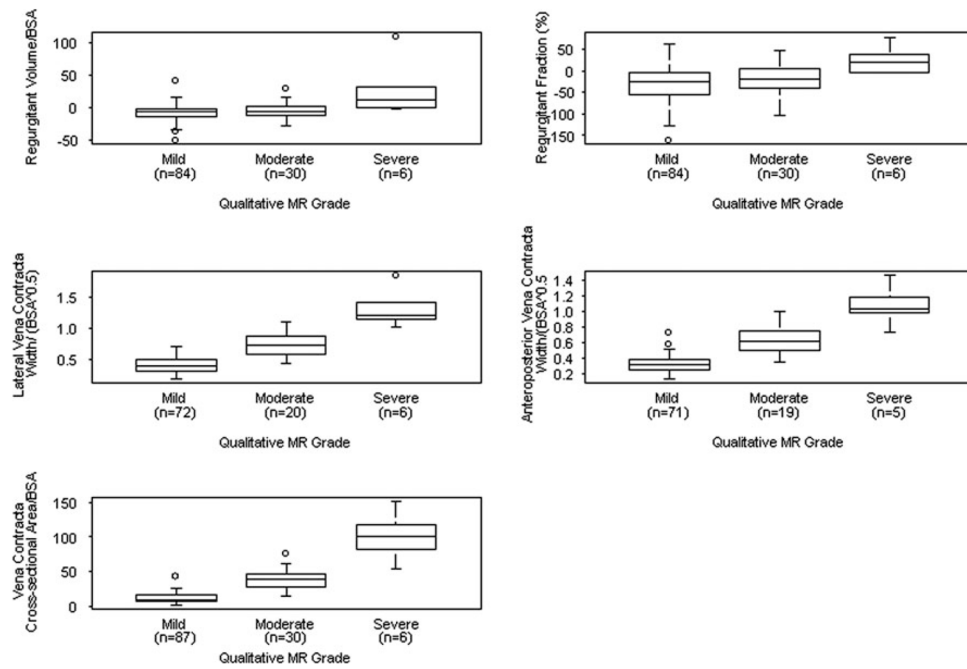 Regurgitant Volume/BSA
100
50
0
-50
Mild
(n=84)
Moderate
(n=30)
Severe
(n=6)
Qualitative MR Grade
Regurgitant Fraction (%)
50
0
-50
150
Mild
(n=84)
Moderate
(n=30)
Severe
(n=6)
Qualitative MR Grade
Lateral Vena Contracta
Width/(BSA^0.5)
1.5
1.0
0.5
Mild
(n=72)
Moderate
(n=20)
Severe
(n=6)
Qualitative MR Grade
Anteroposterior Vena Contracta
Width/(BSA^0.5
1.4
1.2
1.0
0.8
0.6
0.4
0.2
Mild
(n=71)
Moderate
(n=19)
Severe
(n=5)
Qualitative MR Grade
Vena Contracta
Cross-sectional Area/BSA
150
100
50
0
Mild
(n=87)
Moderate
(n=30)
Severe
(n=6)
Qualitative MR Grade